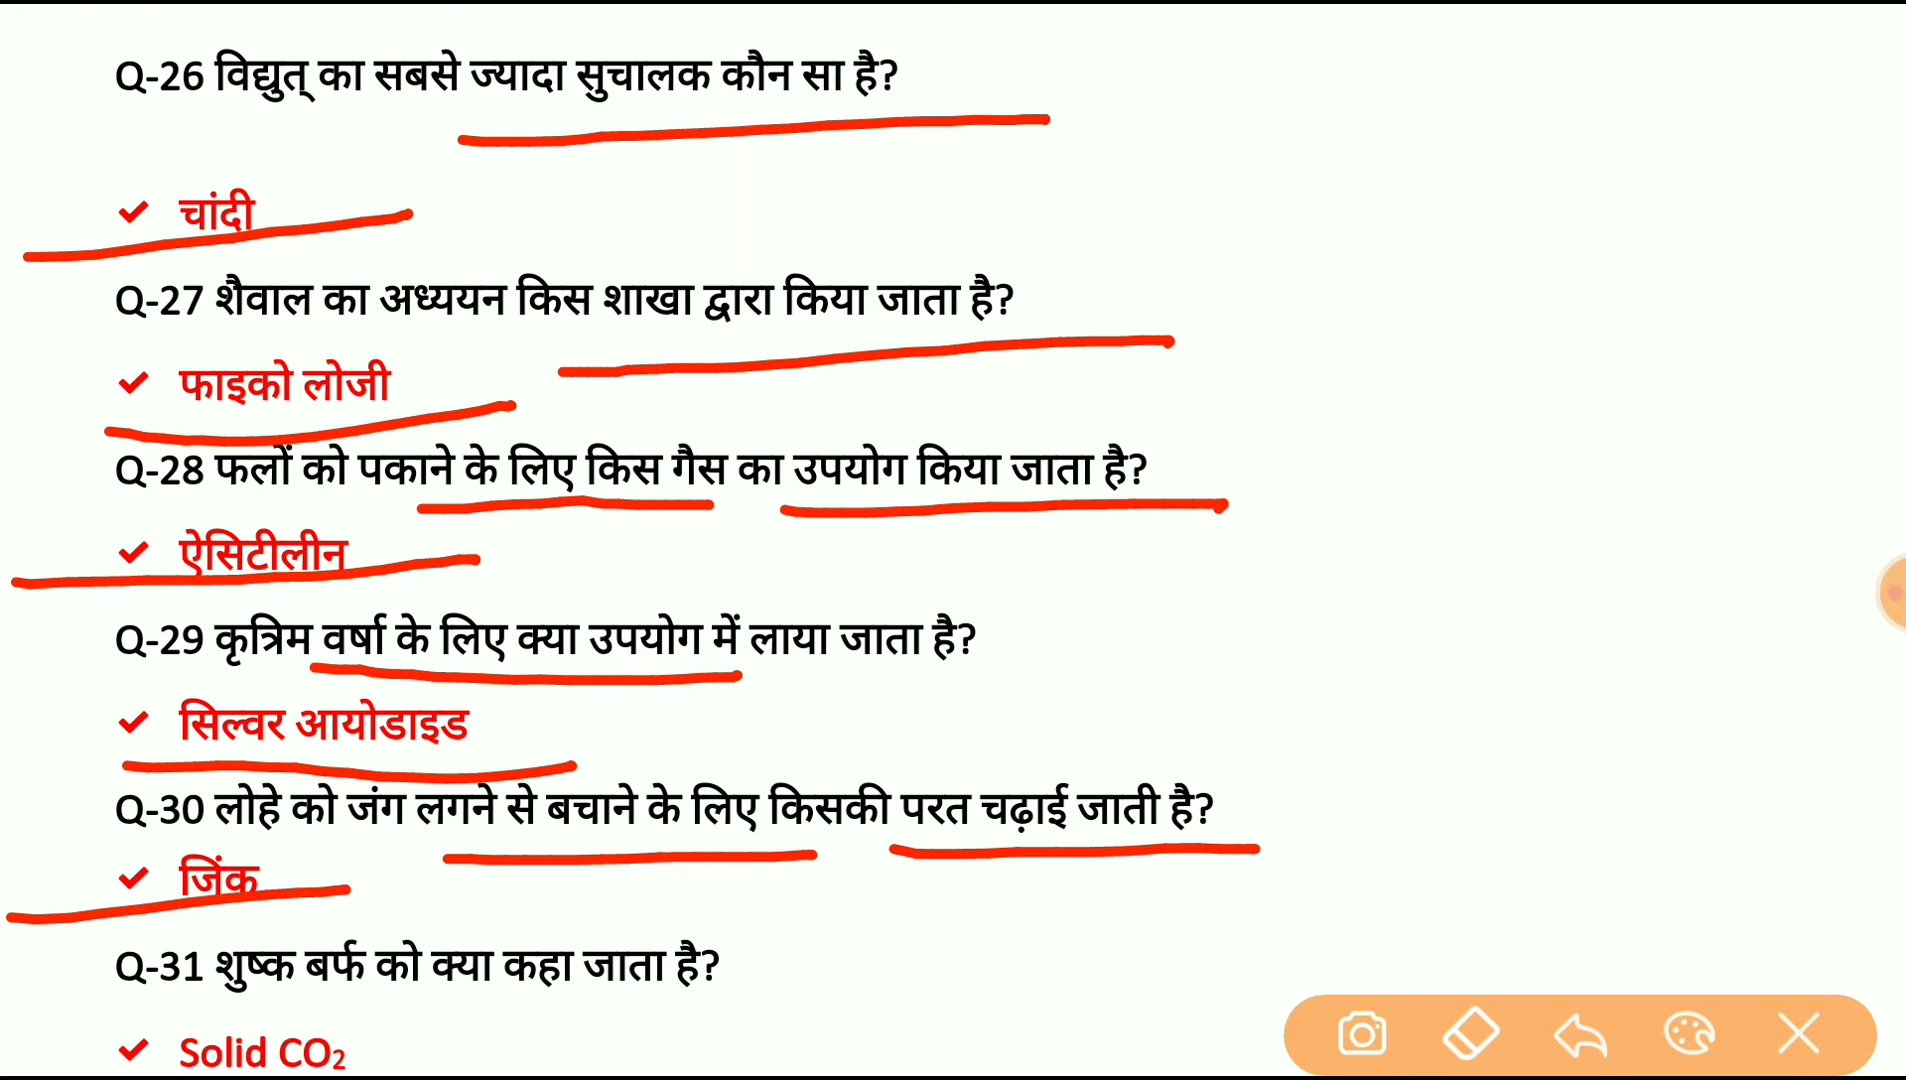 Q-26 विद्युत् का सबसे ज्यादा सुचालक कौन सा है?
✓ चांदी
Q-27 शैवाल का अध्ययन किस शाखा द्वारा किया जाता है?
✓ फाइको लोजी
Q-28 फलों को पकाने के लिए किस गैस का उपयोग किया जाता है?
✓ ऐसिटीलीन
Q-29 कृत्रिम वर्षा के लिए क्या उपयोग में लाया जाता है?
✓ सिल्वर आयोडाइड
Q-30 लोहे को जंग लगने से बचाने के लिए किसकी परत चढ़ाई जाती है?
✓ जिंक
Q-31 शुष्क बर्फ को क्या कहा जाता है?
✓ Solid CO₂